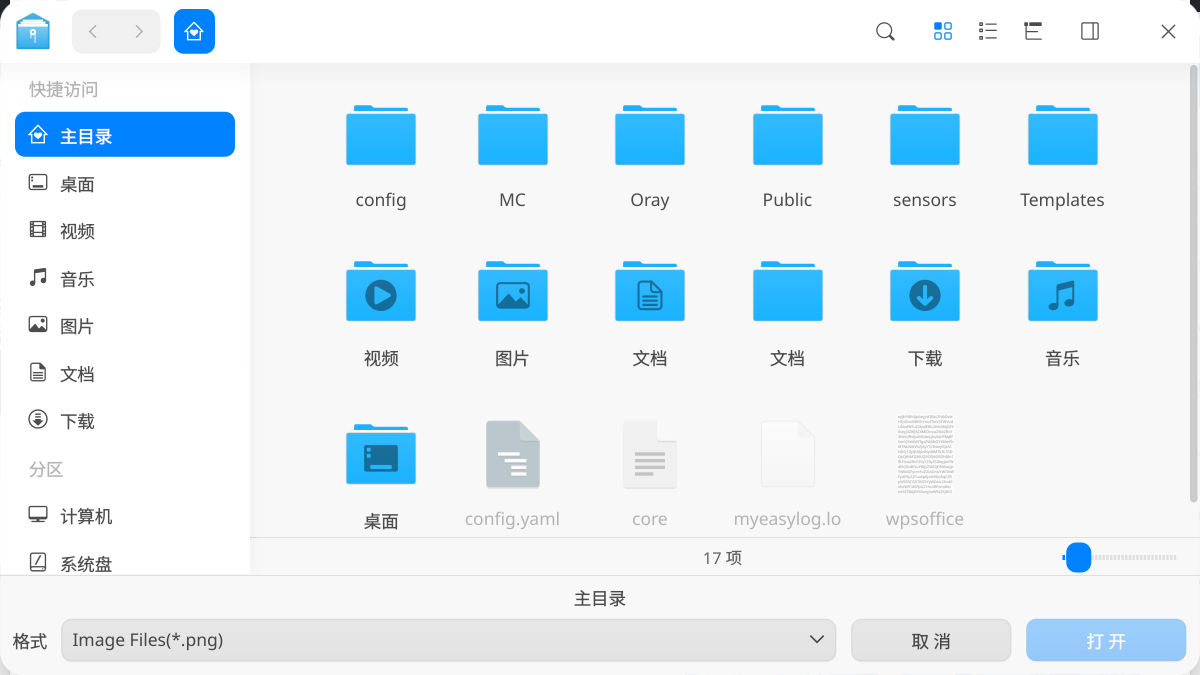 快捷访问
主目录
桌面
视频
音乐
图片
文档
下载
分区
计算机
系统盘
config
MC
Oray
Public
sensors
Templates
视频
图片
文档
文档
下载
音乐
桌面
config.yaml
core
myeasylog.lo
wpsoffice
17 项
主目录
格式
Image Files(*.png)
取 消
打 开